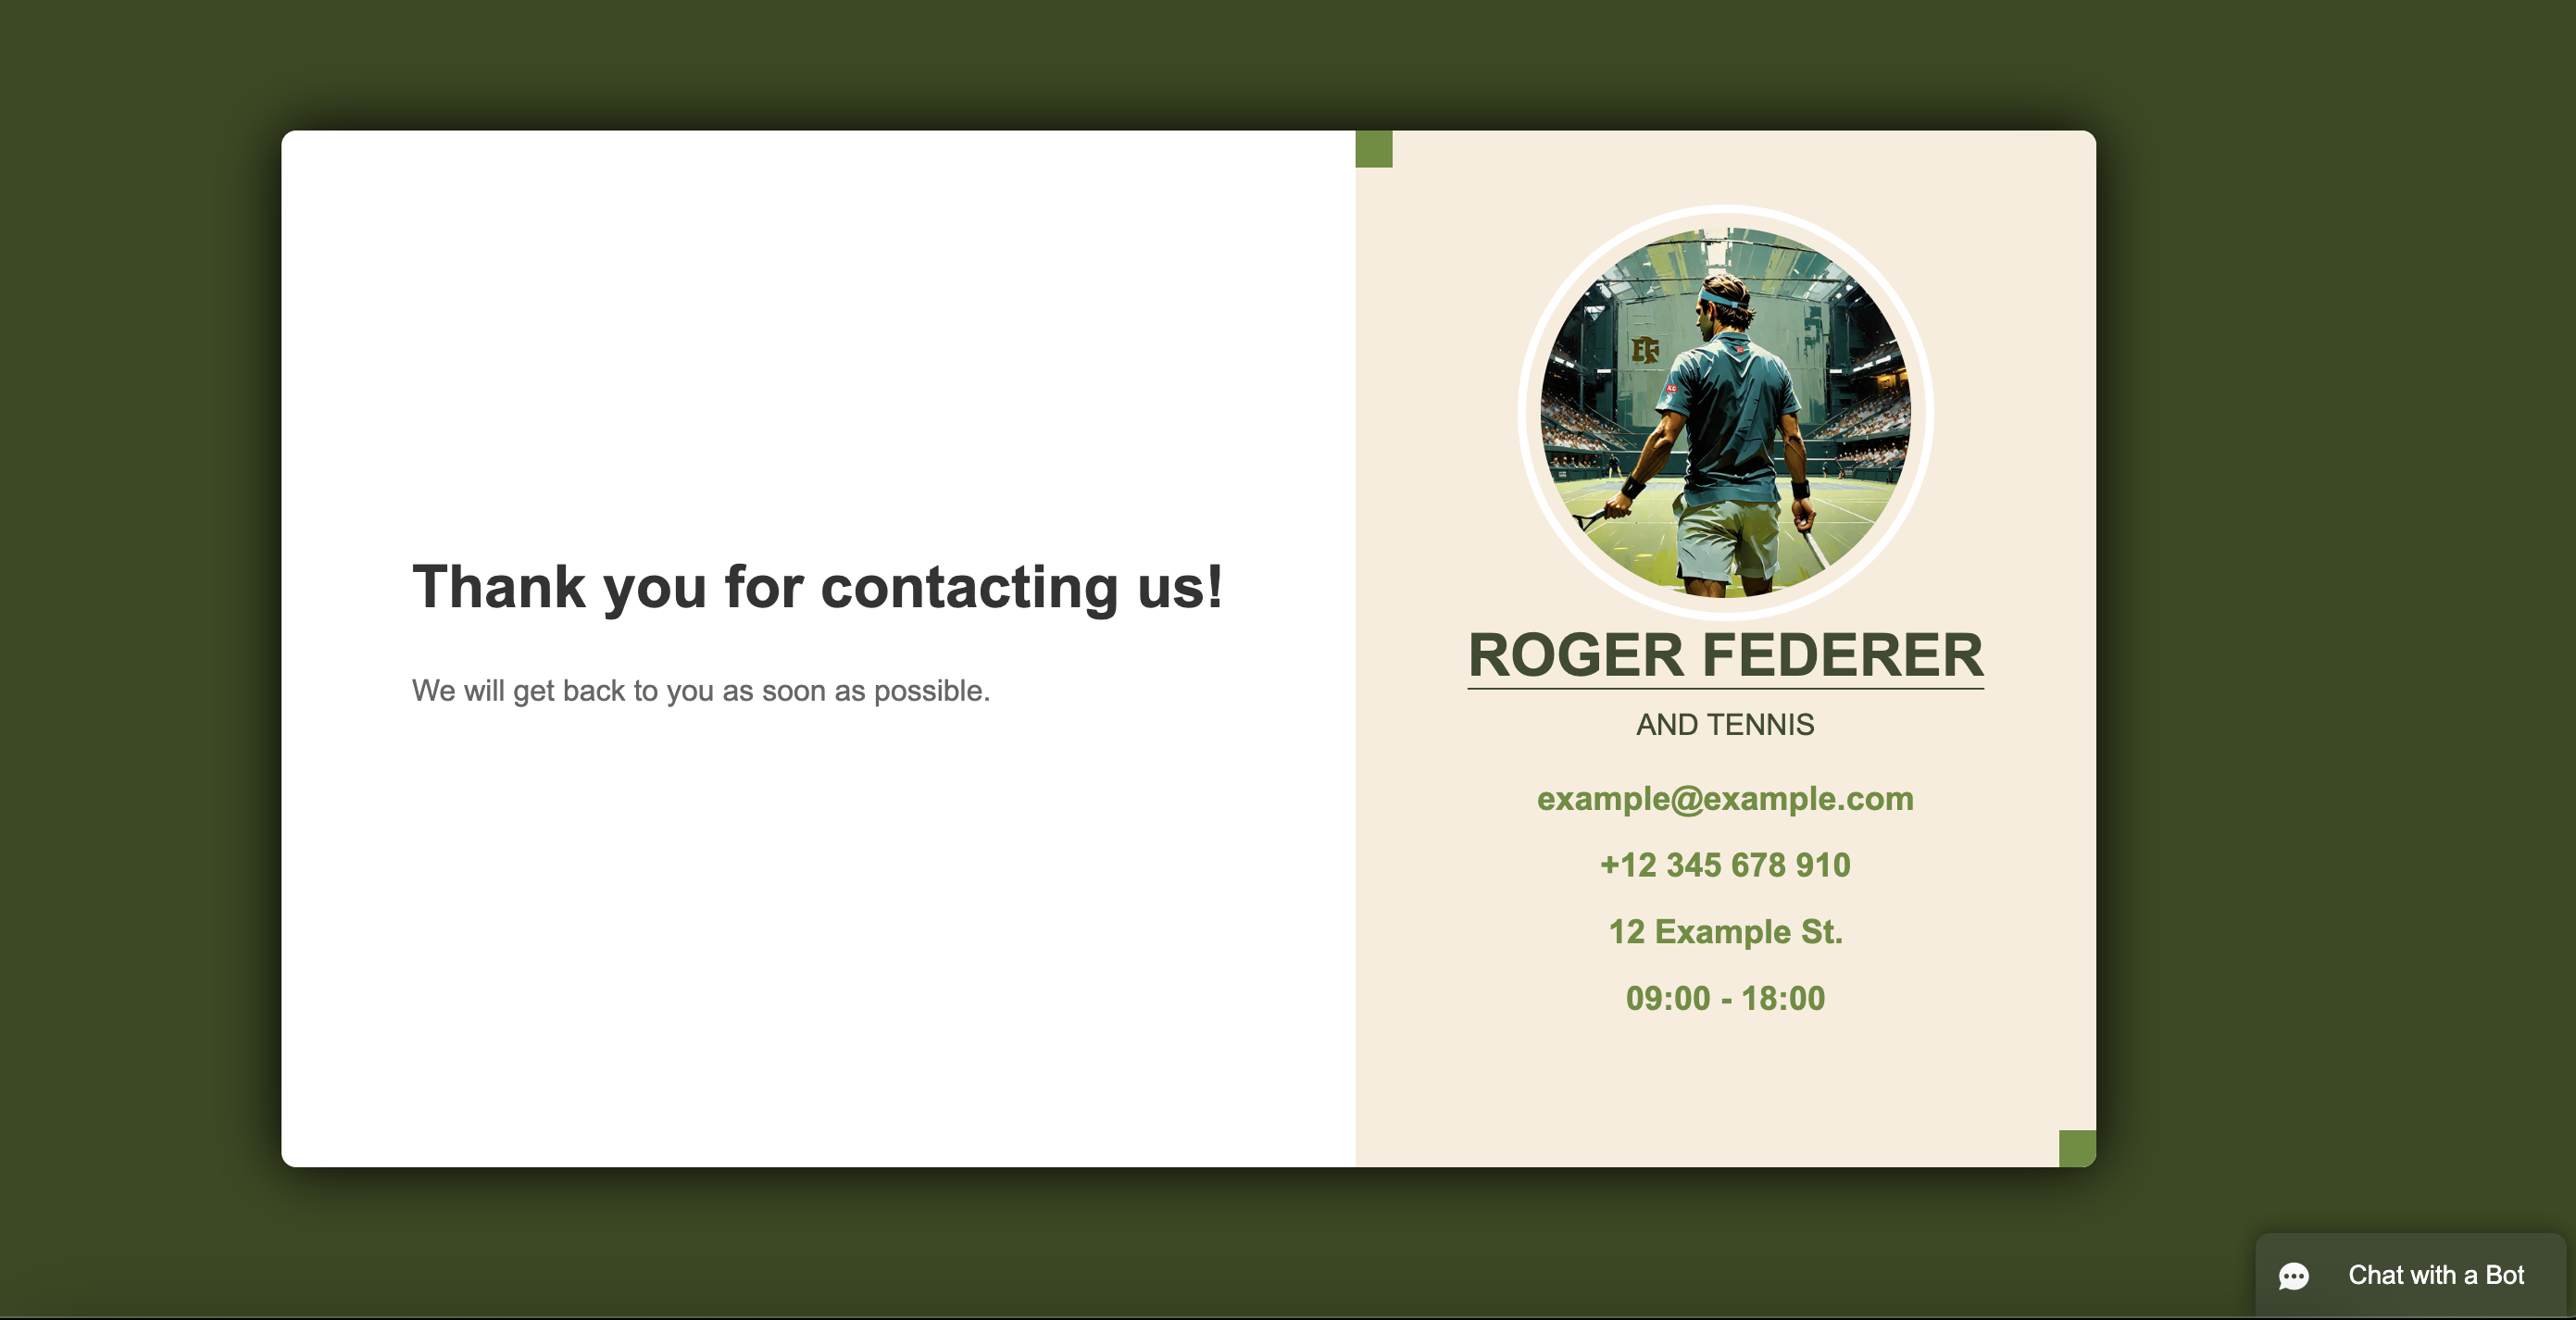 Thank you for contacting us!
We will get back to you as soon as possible.
ROGER FEDERER
AND TENNIS
example@example.com
+12 345 678 910
12 Example St.
09:00 - 18:00
Chat with a Bot